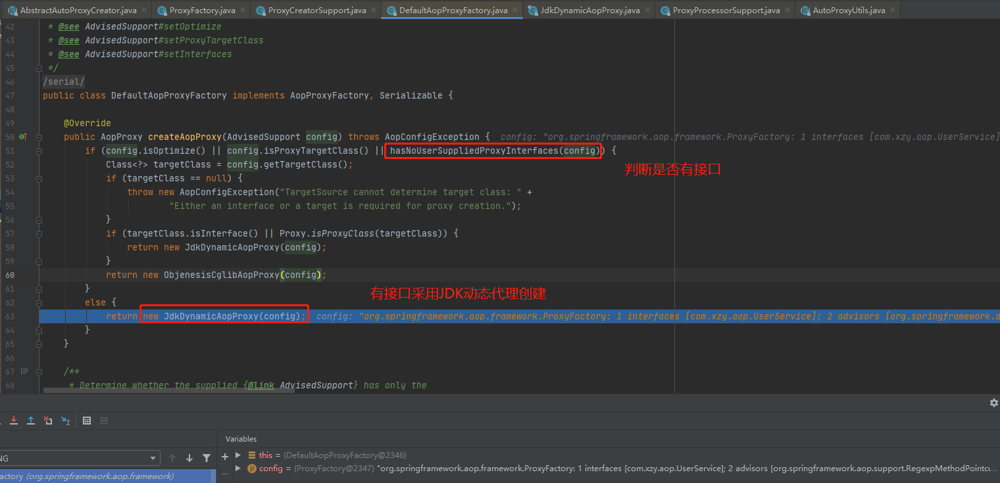 AbstractAutoProxyCreator.java ProxyFactory.java ProxyCreatorSupport.java DefaultAopProxyFactory.java JdkDynamicAopProxy.java ProxyProcessorSupport.java AutoProxyUtils.java
42 * @see AdvisedSupport#setOptimize
43 * @see AdvisedSupport#setProxyTargetClass
44 * @see AdvisedSupport#setInterfaces
45 */
46 /serial/
47 public class DefaultAopProxyFactory implements AopProxyFactory, Serializable {
48
49 @Override
50 public AopProxy createAopProxy(AdvisedSupport config) throws AopConfigException { config: "org.springframework.aop.framework.ProxyFactory: 1 interfaces [com.xzy.aop.UserService]
51 if (config.isOptimize() || config.isProxyTargetClass() || hasNoUserSuppliedProxyInterfaces(config)) {
52 Class<?> targetClass = config.getTargetClass();
判断是否有接口
53 if (targetClass == null) {
54 throw new AopConfigException("TargetSource cannot determine target class: " +
55 "Either an interface or a target is required for proxy creation.");
56 }
57 if (targetClass.isInterface() || Proxy.isProxyClass(targetClass)) {
58 return new JdkDynamicAopProxy(config);
59 }
60 return new ObjenesisCglibAopProxy(config);
61 }
有接口采用JDK动态代理创建
62 else {
63 return new JdkDynamicAopProxy(config); config: "org.springframework.aop.framework.ProxyFactory: 1 interfaces [com.xzy.aop.UserService]; 2 advisors [org.springframework.a
64 }
65 }
66
67 /**
68 * Determine whether the supplied {@link AdvisedSupport} has only the
Variables
NG
this = {DefaultAopProxyFactory@2346}
config = {ProxyFactory@2347} "org.springframework.aop.framework.ProxyFactory: 1 interfaces [com.xzy.aop.UserService]; 2 advisors [org.springframework.aop.support.RegexpMethodPointcu...
actory (org.springframework.aop.framework)